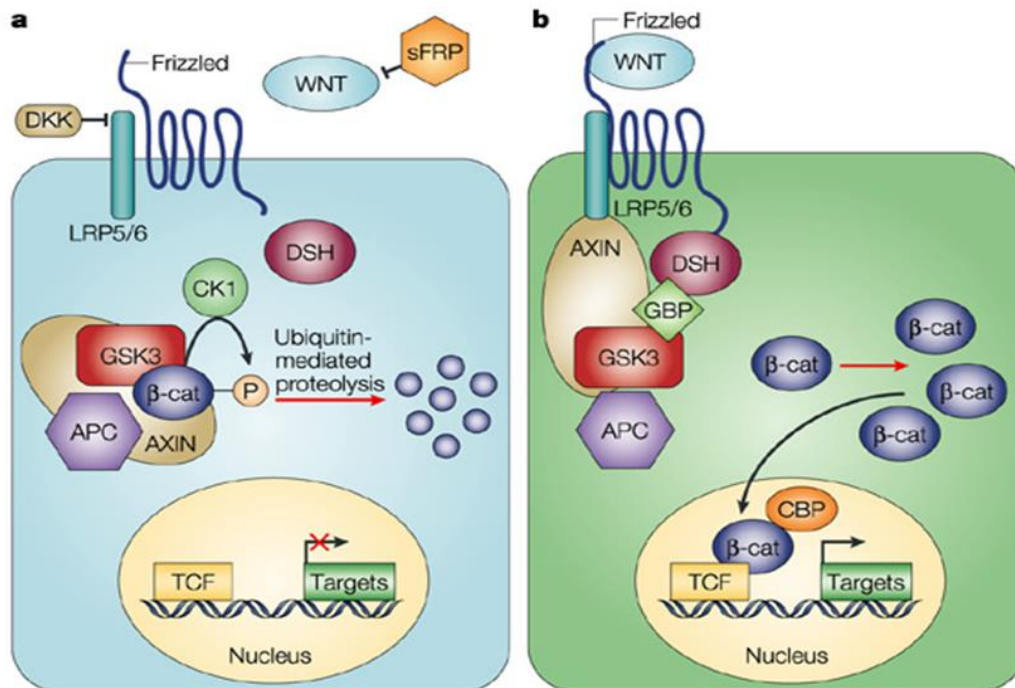 a
Frizzled
WNT
sFRP
DKK
LRP5/6
DSH
CK1
GSK3
β-cat
P
Ubiquitin-
mediated
proteolysis
APC
AXIN
TCF
Targets
Nucleus
b
Frizzled
WNT
LRP5/6
AXIN
DSH
GBP
GSK3
APC
β-cat
β-cat
β-cat
β-cat
CBP
β-cat
TCF
Targets
Nucleus